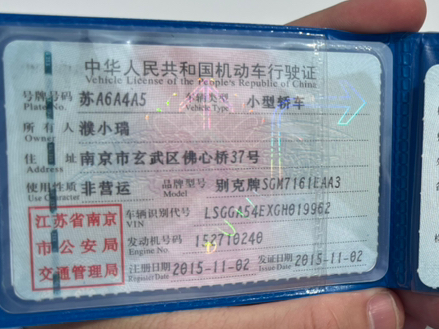 中华人民共和国机动车行驶证
Vehicle License of the People's Republic of China
号牌号码 苏A6A4A5 车辆类型 小型轿车
Plate No. Vehicle Type
所有人 濮小瑞
Owner
住址 南京市玄武区佛心桥37号
Address
使用性质 非营运 品牌型号 别克牌SGM7161EAA3
Use Character Model
江苏省南京
市公安局
交通管理局
车辆识别代号 LSGGA54EXGH019962
VIN
发动机号码 152710240
Engine No.
注册日期 2015-11-02 发证日期 2015-11-02
Register Date Issue Date